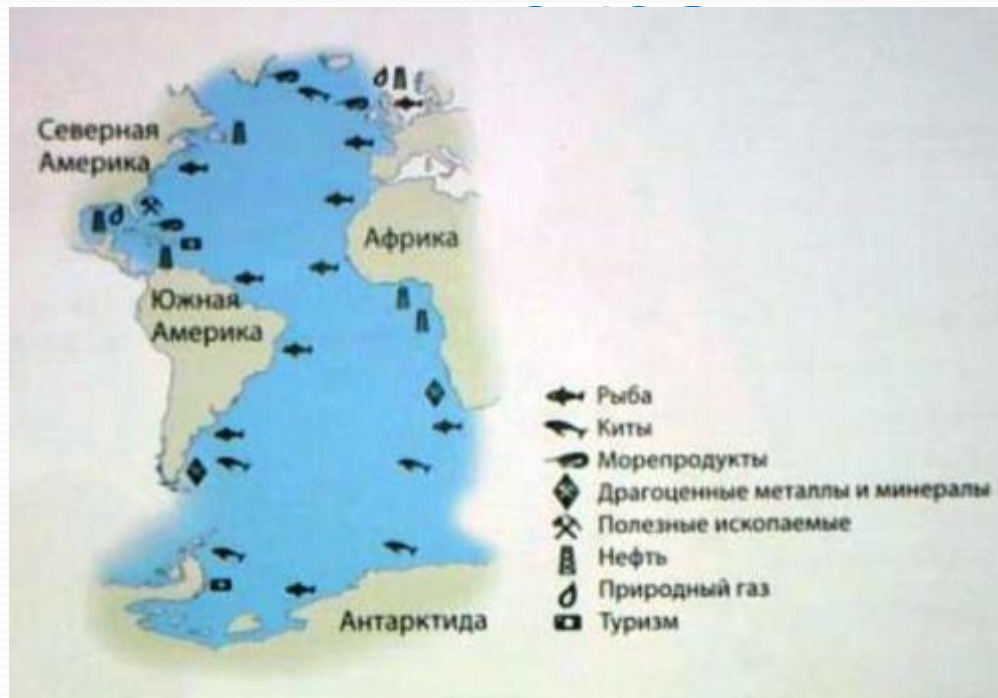 Северная
Америка
Африка
Южная
Америка
Антарктида
Рыба
Киты
Морепродукты
Драгоценные металлы и минералы
Полезные ископаемые
Нефть
Природный газ
Туризм